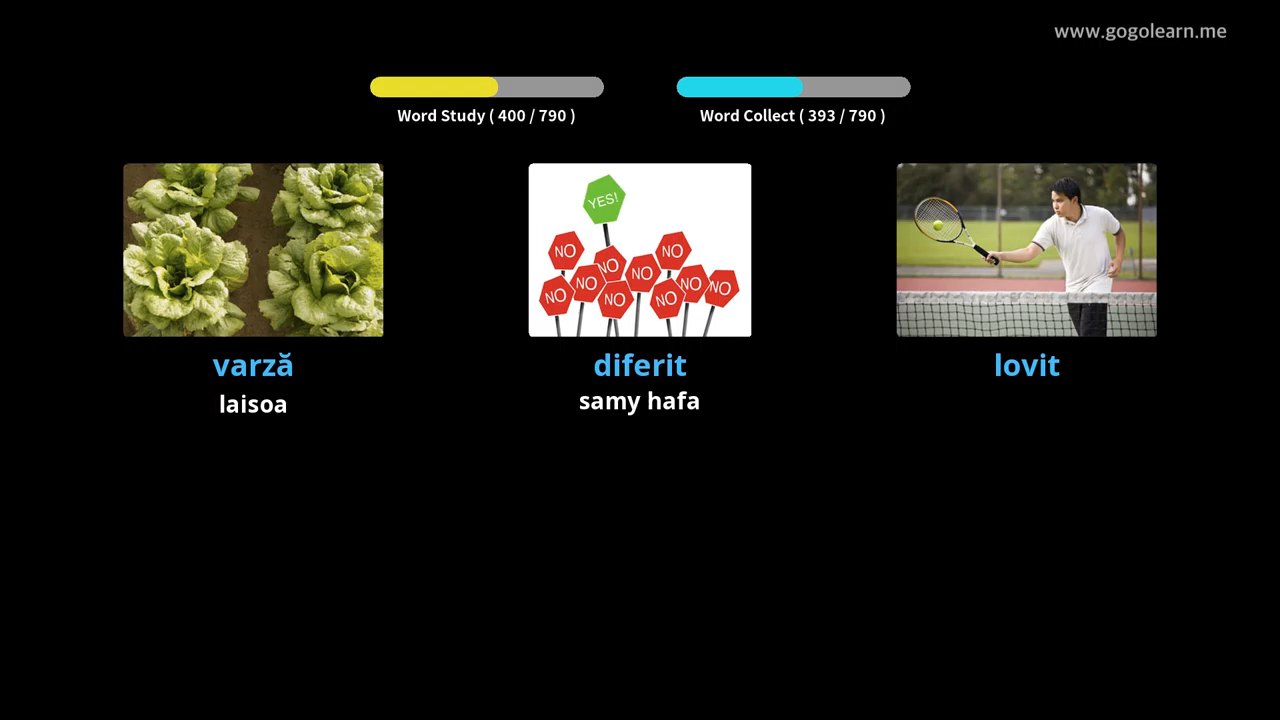 www.gogolearn.me
Word Study ( 400 / 790 )
Word Collect ( 393 / 790 )
YES!
NO
NO
NO
NO
NO
NO
NO
NO
NO
NO
varză
diferit
lovit
laisoa
samy hafa